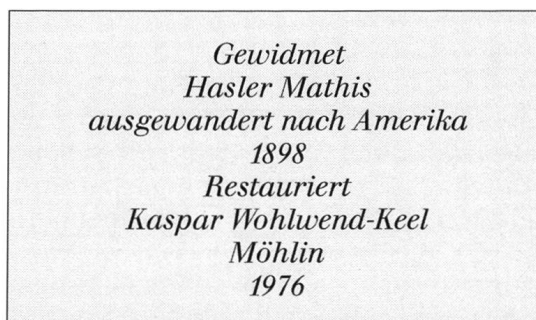 Gewidmet
Hasler Mathis
ausgewandert nach Amerika
1898
Restauriert
Kaspar Wohlwend-Keel
Möhlin
1976